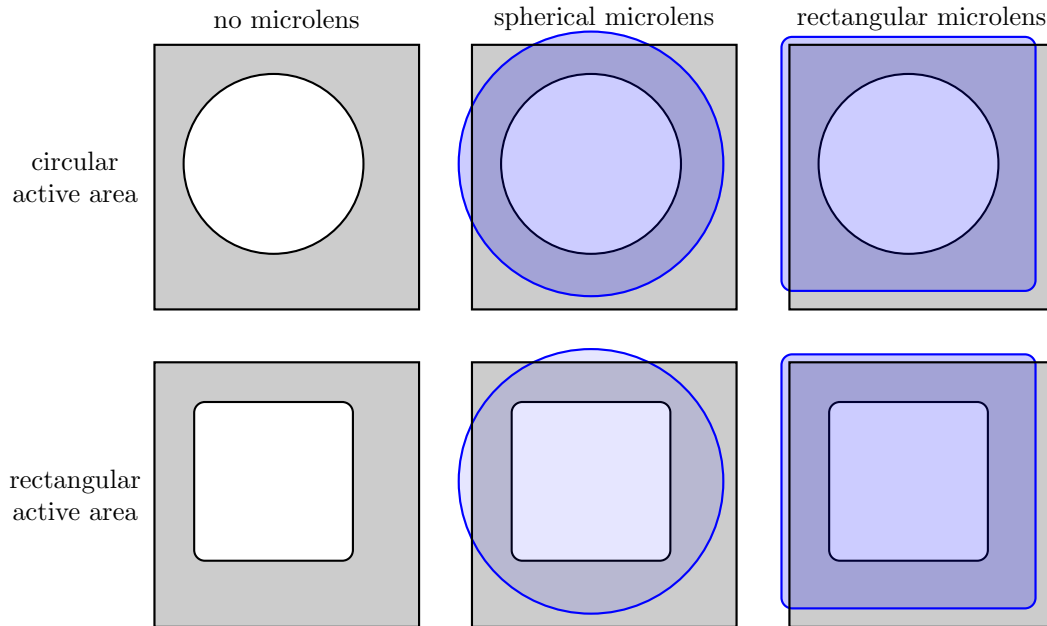 no microlens
spherical microlens
rectangular microlens
circular
active area
rectangular
active area